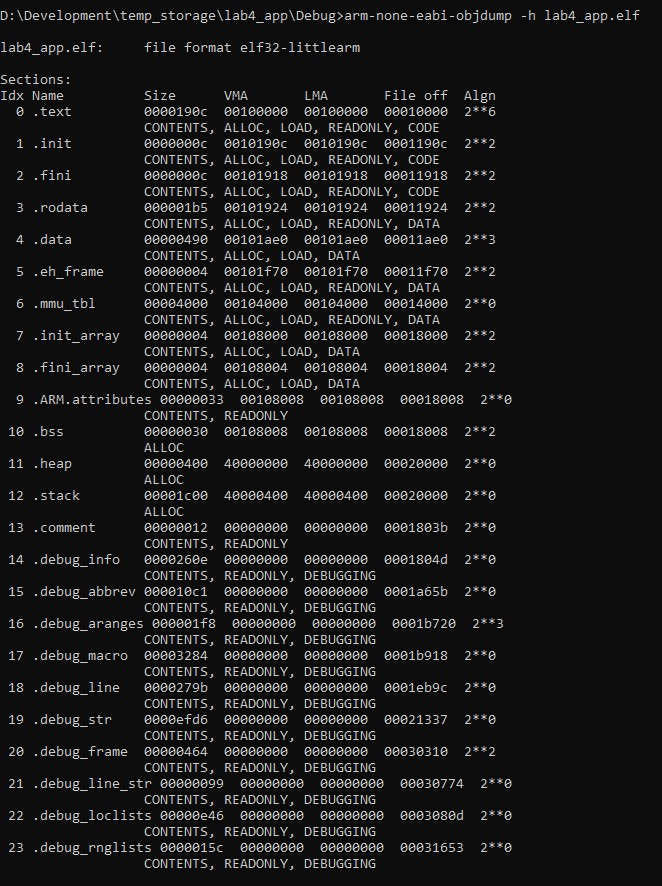 D:\Development\temp_storage\lab4_app\Debug>arm-none-eabi-objdump -h lab4_app.elf
lab4_app.elf:     file format elf32-littlearm
Sections:
Idx Name          Size      VMA       LMA       File off  Algn
  0 .text         0000190c  00100000  00100000  00010000  2**6
                  CONTENTS, ALLOC, LOAD, READONLY, CODE
  1 .init         0000000c  0010190c  0010190c  0001190c  2**2
                  CONTENTS, ALLOC, LOAD, READONLY, CODE
  2 .fini         0000000c  00101918  00101918  00011918  2**2
                  CONTENTS, ALLOC, LOAD, READONLY, CODE
  3 .rodata       000001b5  00101924  00101924  00011924  2**2
                  CONTENTS, ALLOC, LOAD, READONLY, DATA
  4 .data         00000490  00101ae0  00101ae0  00011ae0  2**3
                  CONTENTS, ALLOC, LOAD, DATA
  5 .eh_frame     00000004  00101f70  00101f70  00011f70  2**2
                  CONTENTS, ALLOC, LOAD, READONLY, DATA
  6 .mmu_tbl      00004000  00104000  00104000  00014000  2**0
                  CONTENTS, ALLOC, LOAD, READONLY, DATA
  7 .init_array   00000004  00108000  00108000  00018000  2**2
                  CONTENTS, ALLOC, LOAD, DATA
  8 .fini_array   00000004  00108004  00108004  00018004  2**2
                  CONTENTS, ALLOC, LOAD, DATA
  9 .ARM.attributes 00000033  00108008  00108008  00018008  2**0
                  CONTENTS, READONLY
 10 .bss          00000030  00108008  00108008  00018008  2**2
                  ALLOC
 11 .heap         00000400  40000000  40000000  00020000  2**0
                  ALLOC
 12 .stack        00001c00  40000400  40000400  00020000  2**0
                  ALLOC
 13 .comment      00000012  00000000  00000000  0001803b  2**0
                  CONTENTS, READONLY
 14 .debug_info   0000260e  00000000  00000000  0001804d  2**0
                  CONTENTS, READONLY, DEBUGGING
 15 .debug_abbrev 000010c1  00000000  00000000  0001a65b  2**0
                  CONTENTS, READONLY, DEBUGGING
 16 .debug_aranges 000001f8  00000000  00000000  0001b720  2**3
                  CONTENTS, READONLY, DEBUGGING
 17 .debug_macro  00003284  00000000  00000000  0001b918  2**0
                  CONTENTS, READONLY, DEBUGGING
 18 .debug_line   0000279b  00000000  00000000  0001eb9c  2**0
                  CONTENTS, READONLY, DEBUGGING
 19 .debug_str    0000efd6  00000000  00000000  00021337  2**0
                  CONTENTS, READONLY, DEBUGGING
 20 .debug_frame  00000464  00000000  00000000  00030310  2**2
                  CONTENTS, READONLY, DEBUGGING
 21 .debug_line_str 00000099  00000000  00000000  00030774  2**0
                  CONTENTS, READONLY, DEBUGGING
 22 .debug_loclists 00000e46  00000000  00000000  0003080d  2**0
                  CONTENTS, READONLY, DEBUGGING
 23 .debug_rnglists 0000015c  00000000  00000000  00031653  2**0
                  CONTENTS, READONLY, DEBUGGING